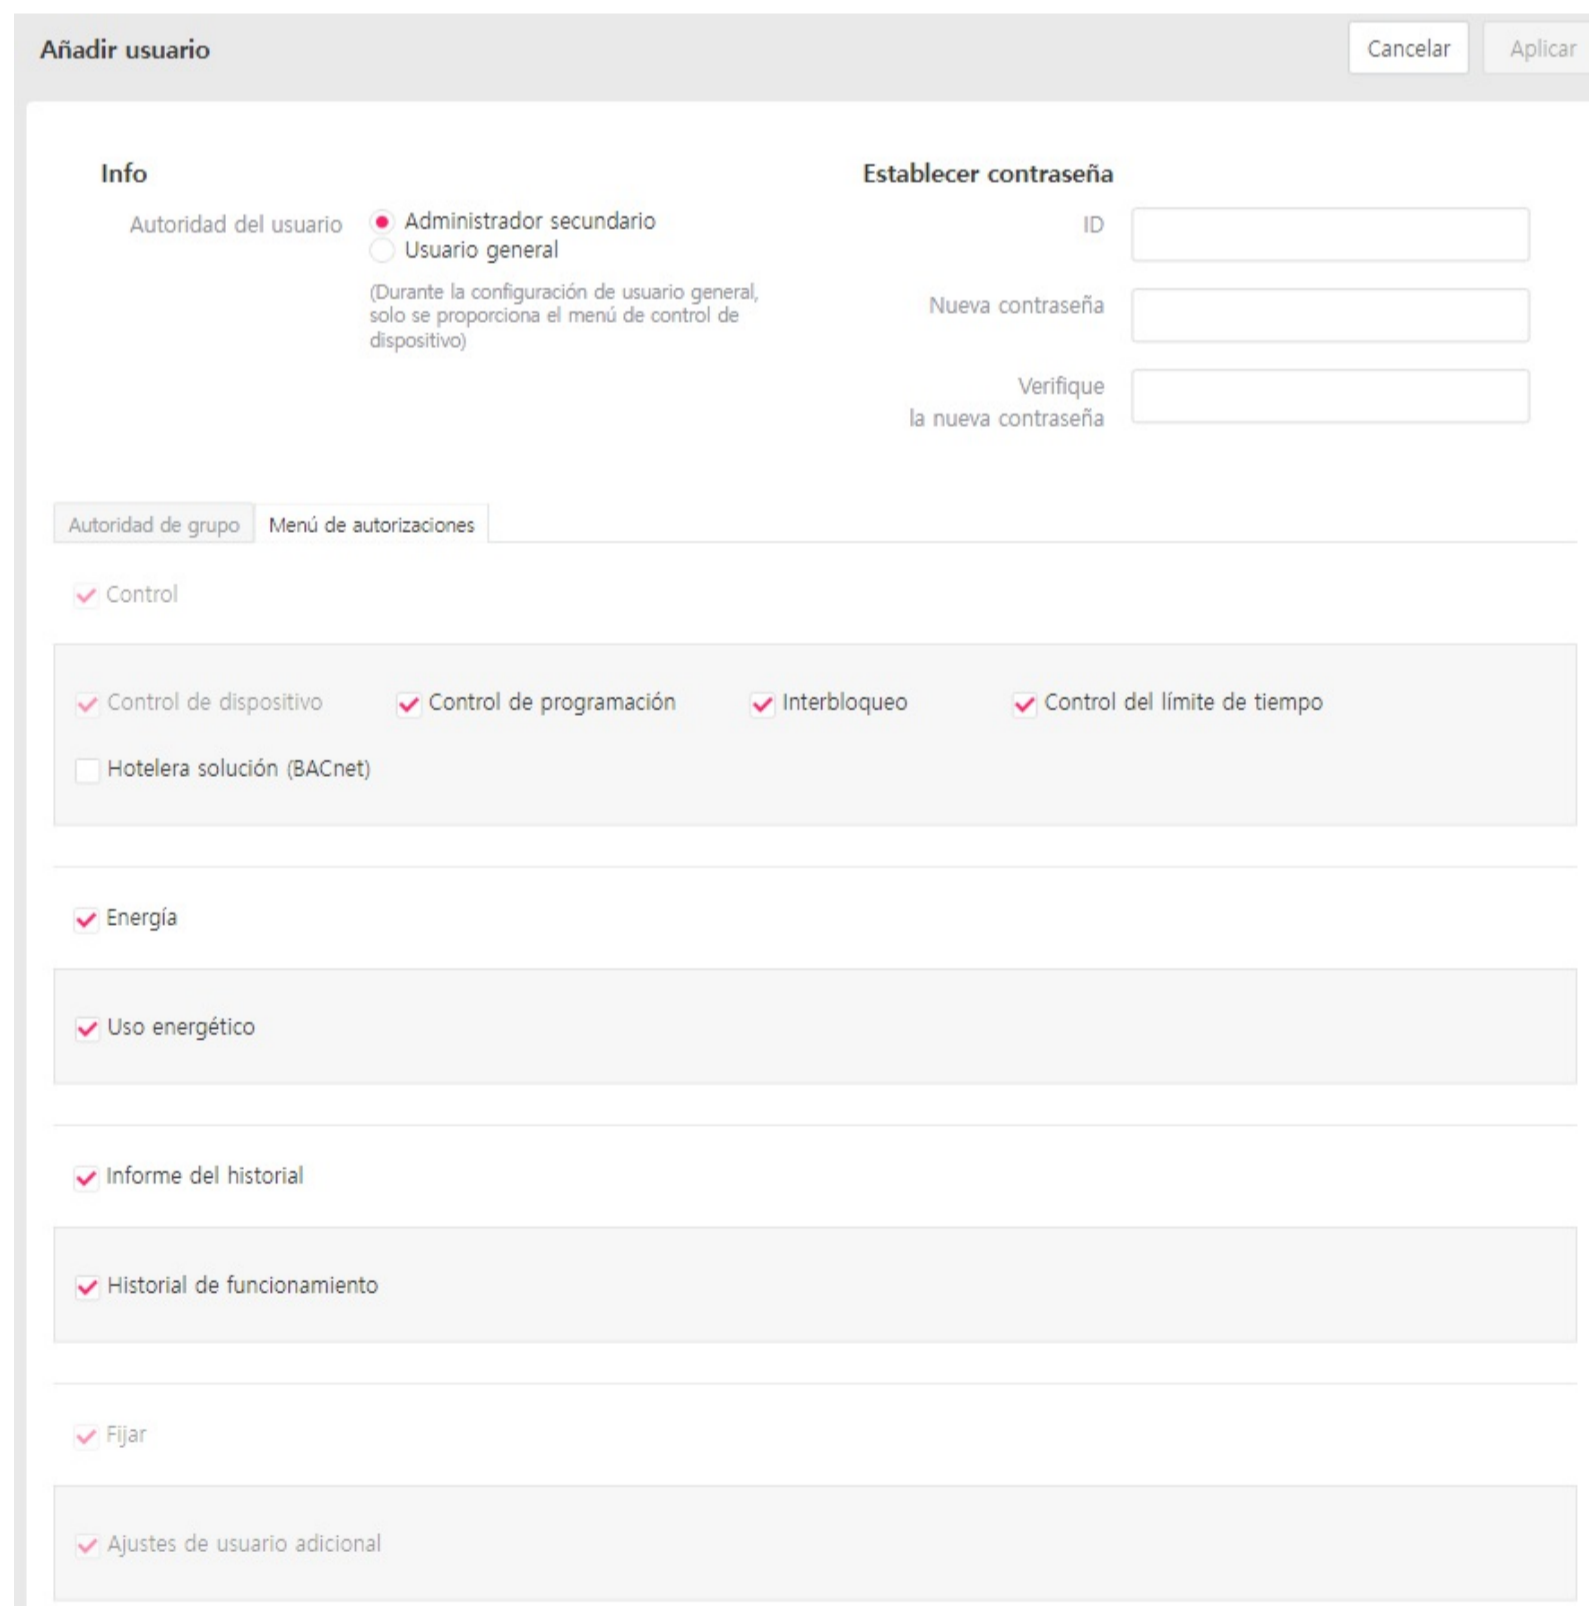 Añadir usuario
Cancelar
Aplicar
Info
Autoridad del usuario
Administrador secundario
Usuario general
(Durante la configuración de usuario general,
solo se proporciona el menú de control de
dispositivo)
Establecer contraseña
ID
Nueva contraseña
Verifique
la nueva contraseña
Autoridad de grupo
Menú de autorizaciones
Control
Control de dispositivo
Control de programación
Interbloqueo
Control del límite de tiempo
Hotelera solución (BACnet)
Energía
Uso energético
Informe del historial
Historial de funcionamiento
Fijar
Ajustes de usuario adicional